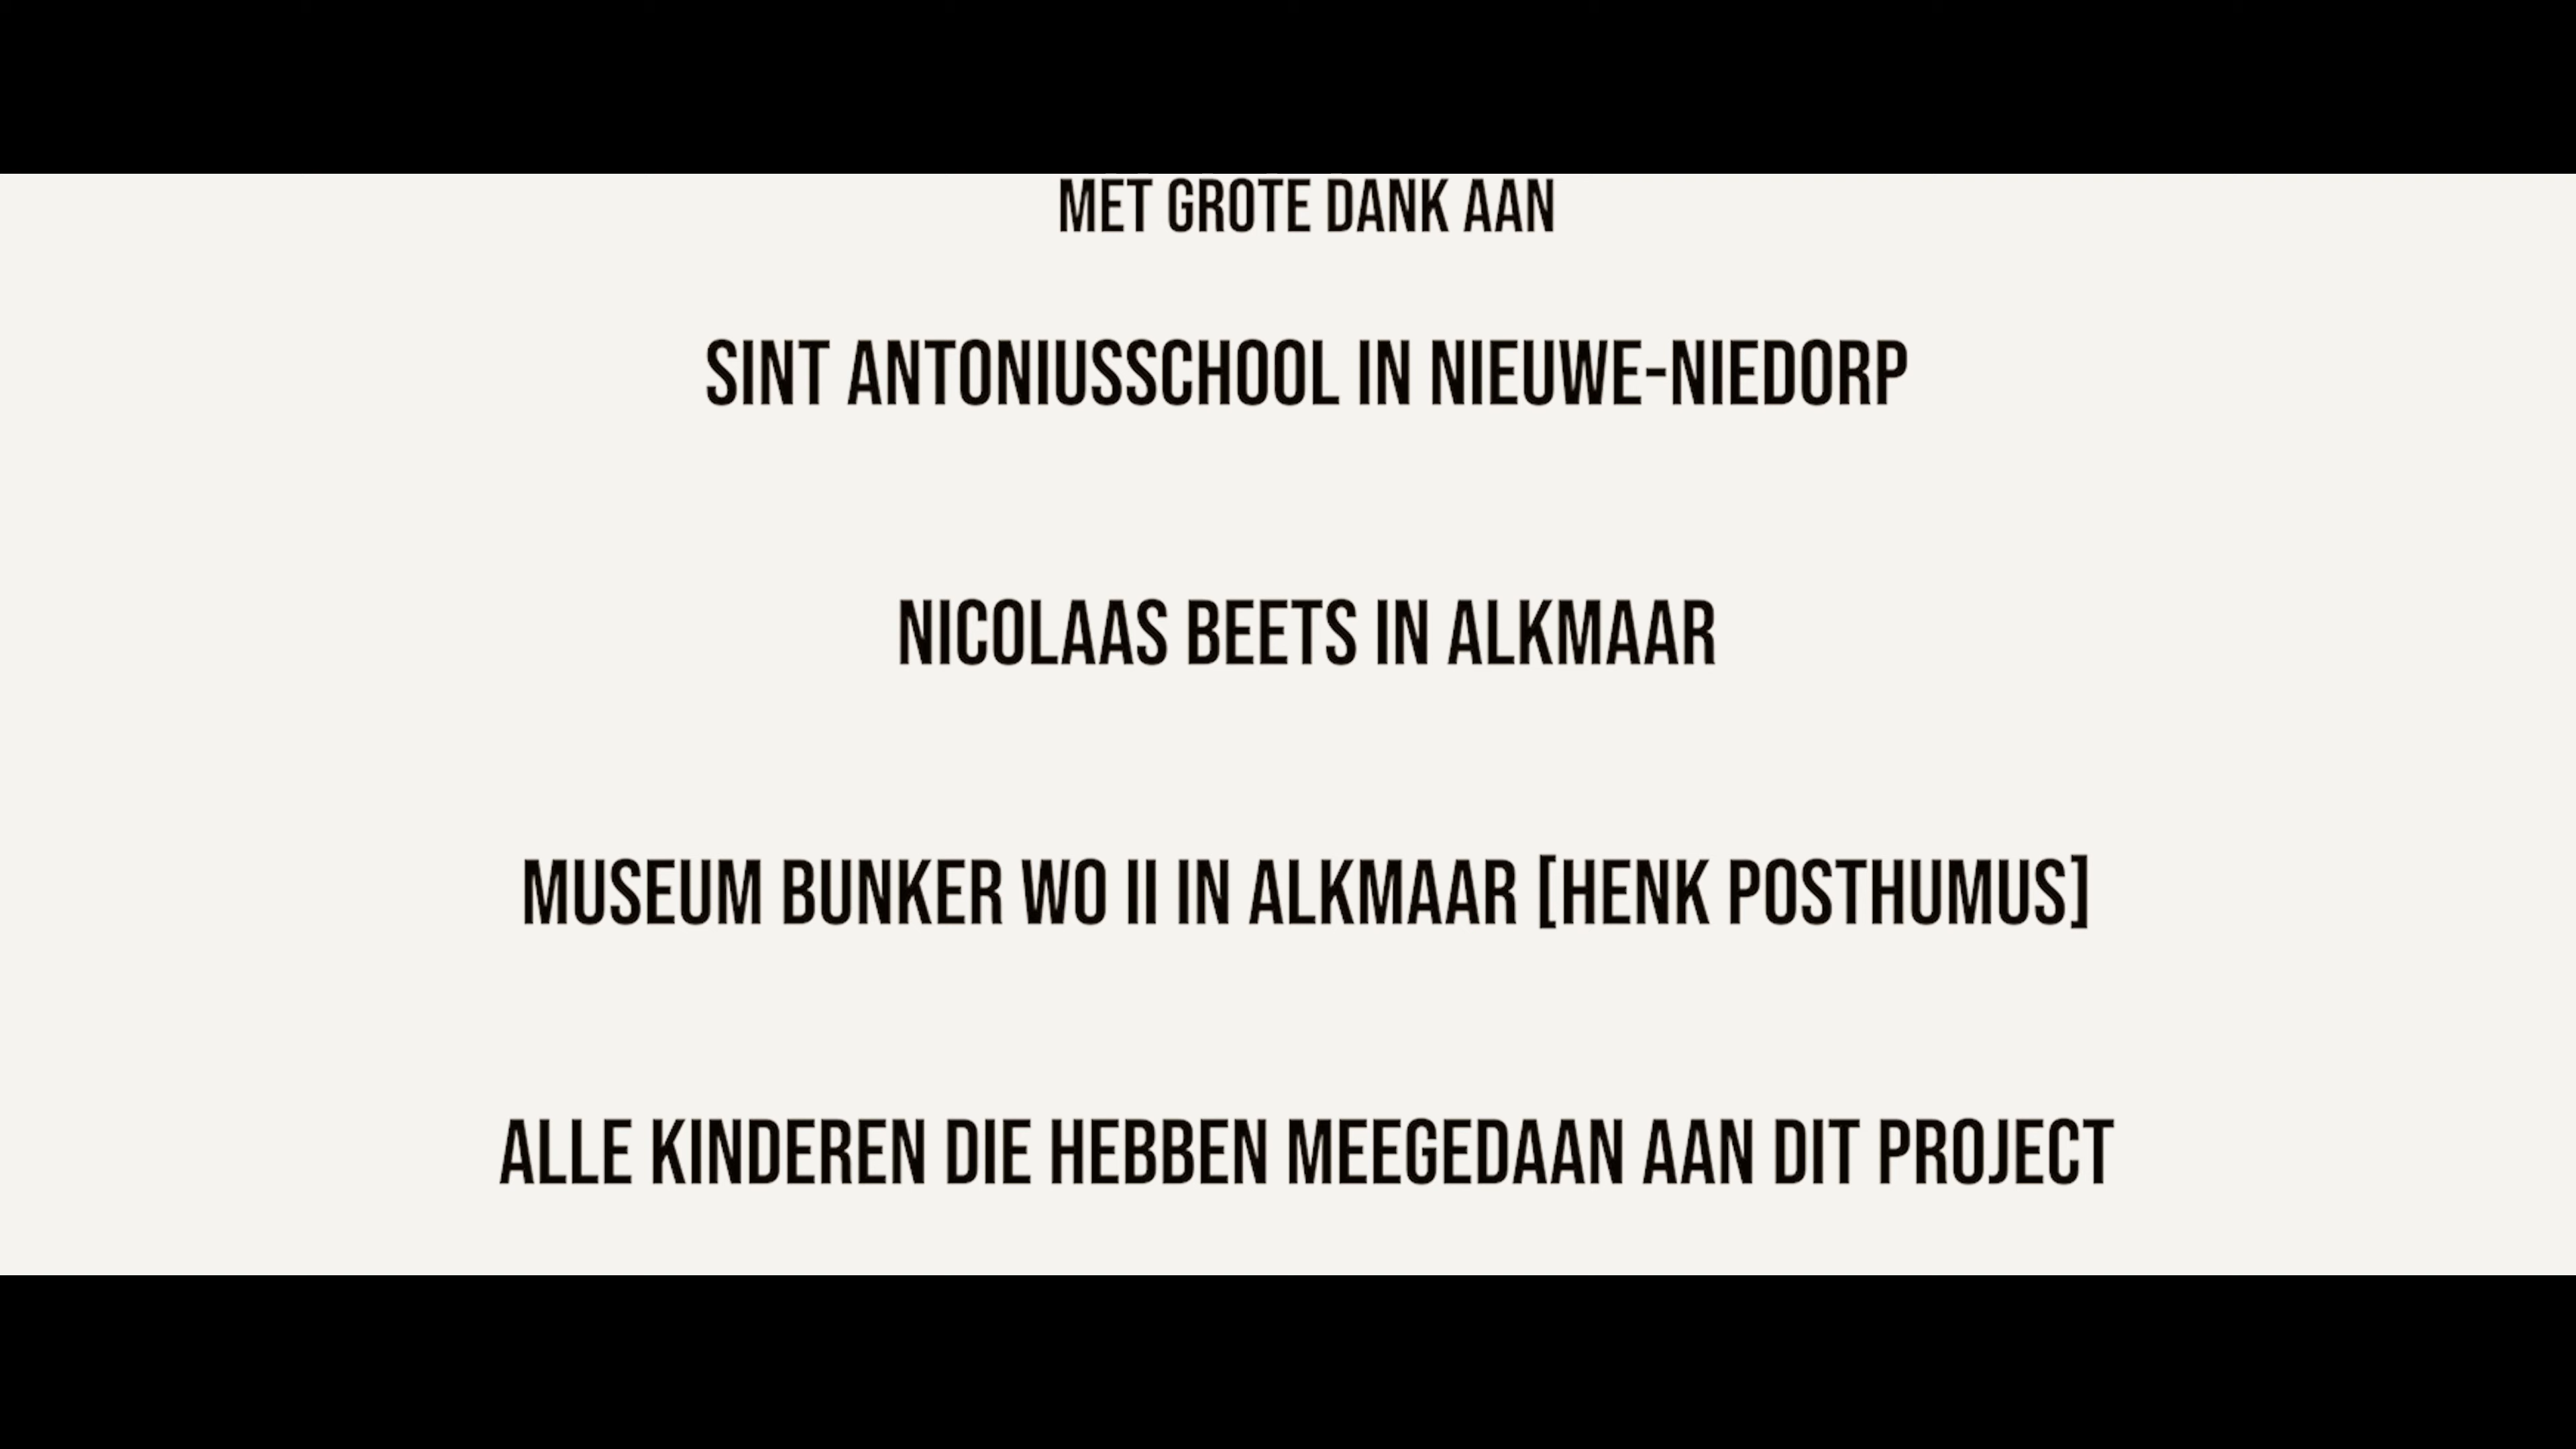 MET GROTE DANK AAN
SINT ANTONIUSSCHOOL IN NIEUWE-NIEDORP
NICOLAAS BEETS IN ALKMAAR
MUSEUM BUNKER WO II IN ALKMAAR [HENK POSTHUMUS]
ALLE KINDEREN DIE HEBBEN MEEGEDAAN AAN DIT PROJECT